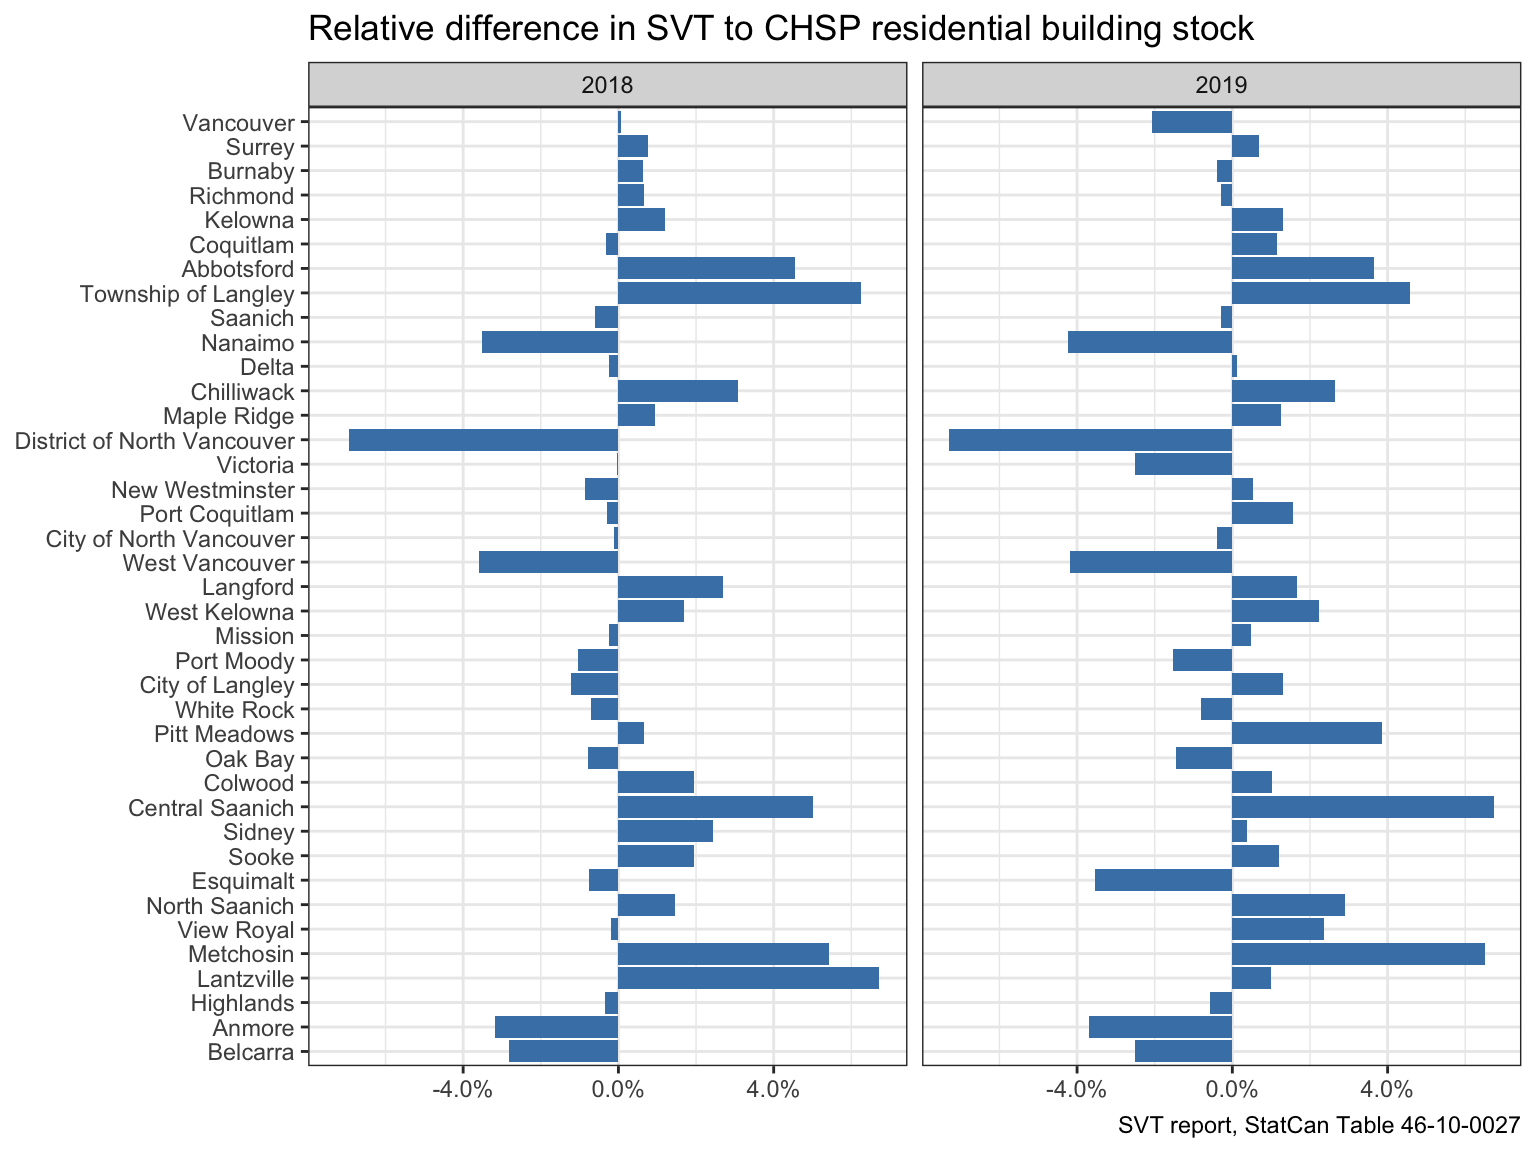 Relative difference in SVT to CHSP residential building stock
2018
2019
Vancouver
Surrey
Burnaby
Richmond
Kelowna
Coquitlam
Abbotsford
Township of Langley
Saanich
Nanaimo
Delta
Chilliwack
Maple Ridge
District of North Vancouver
Victoria
New Westminster
Port Coquitlam
City of North Vancouver
West Vancouver
Langford
West Kelowna
Mission
Port Moody
City of Langley
White Rock
Pitt Meadows
Oak Bay
Colwood
Central Saanich
Sidney
Sooke
Esquimalt
North Saanich
View Royal
Metchosin
Lantzville
Highlands
Anmore
Belcarra
-4.0% 0.0% 4.0%
-4.0% 0.0% 4.0%
SVT report, StatCan Table 46-10-0027